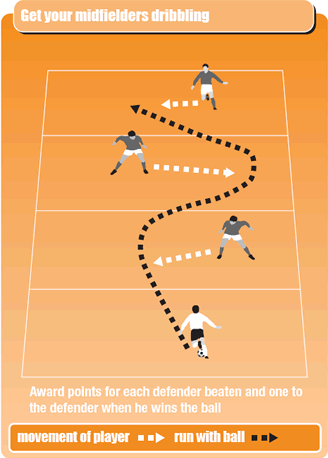 Get your midfielders dribbling
Award points for each defender beaten and one to
the defender when he wins the ball
movement of player run with ball